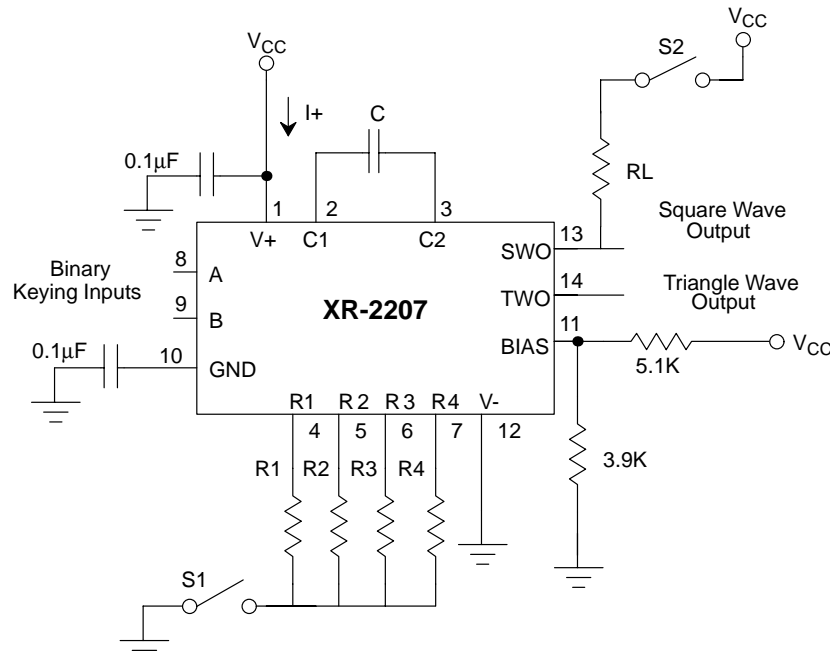 VCC
S2
VCC
I+
C
0.1µF
RL
1
2
3
V+
C1
C2
13
Square Wave
Output
SWO
8
A
Binary
Keying Inputs
XR-2207
14
TWO
Triangle Wave
Output
9
B
11
BIAS
VCC
5.1K
0.1µF
10
GND
R1
R2
R3
R4
V-
4
5
6
7
12
3.9K
R1
R2
R3
R4
S1